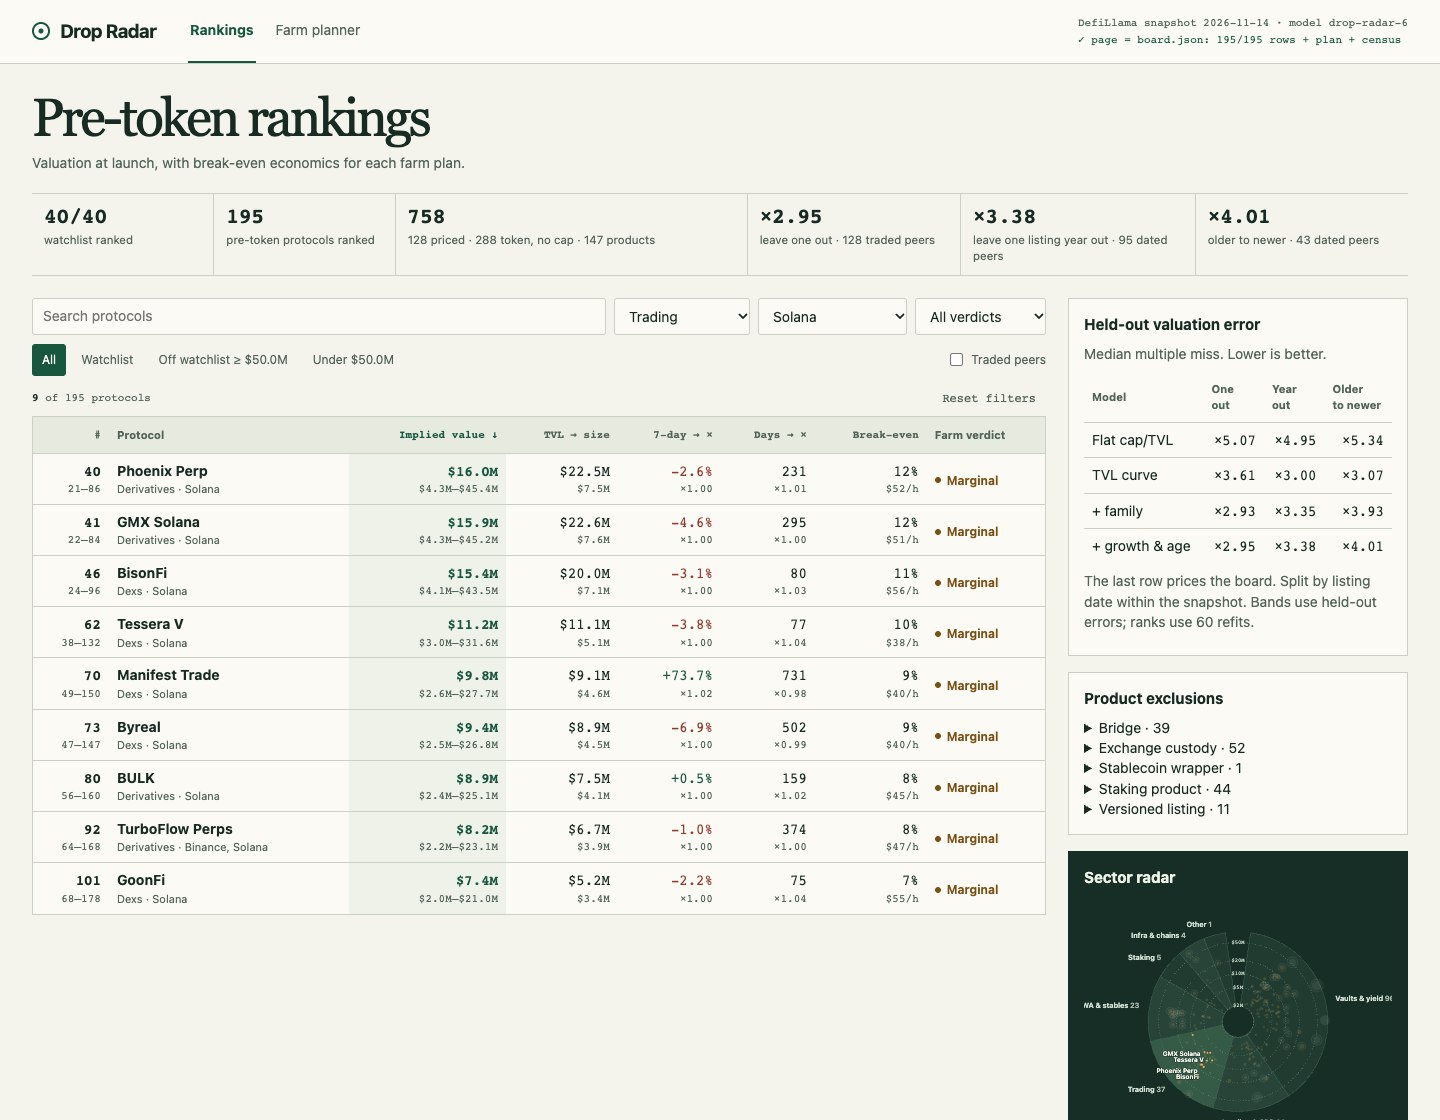 Drop Radar
Rankings
Farm planner
DefiLlama snapshot 2026-11-14 · model drop-radar-6
✓ page = board.json: 195/195 rows + plan + census
Pre-token rankings
Valuation at launch, with break-even economics for each farm plan.
40/40
watchlist ranked
195
pre-token protocols ranked
758
128 priced · 288 token, no cap · 147 products
×2.95
leave one out · 128 traded peers
×3.38
leave one listing year out · 95 dated
peers
×4.01
older to newer · 43 dated peers
Search protocols
Trading
Solana
All verdicts
All
Watchlist
Off watchlist ≥ $50.0M
Under $50.0M
Traded peers
9 of 195 protocols
Reset filters
# Protocol Implied value ↓ TVL → size 7-day → × Days → × Break-even Farm verdict
40 Phoenix Perp $16.0M $22.5M −2.6% 231 12% Marginal
21–86 Derivatives · Solana $4.3M–$45.4M $7.5M ×1.00 ×1.01 $52/h
41 GMX Solana $15.9M $22.6M −4.6% 295 12% Marginal
22–84 Derivatives · Solana $4.3M–$45.2M $7.6M ×1.00 ×1.00 $51/h
46 BisonFi $15.4M $20.0M −3.1% 80 11% Marginal
24–96 Dexs · Solana $4.1M–$43.5M $7.1M ×1.00 ×1.03 $56/h
62 Tessera V $11.2M $11.1M −3.8% 77 10% Marginal
38–132 Dexs · Solana $3.0M–$31.6M $5.1M ×1.00 ×1.04 $38/h
70 Manifest Trade $9.8M $9.1M +73.7% 731 9% Marginal
49–150 Dexs · Solana $2.6M–$27.7M $4.6M ×1.02 ×0.98 $40/h
73 Byreal $9.4M $8.9M −6.9% 502 9% Marginal
47–147 Dexs · Solana $2.5M–$26.8M $4.5M ×1.00 ×0.99 $40/h
80 BULK $8.9M $7.5M +0.5% 159 8% Marginal
56–160 Derivatives · Solana $2.4M–$25.1M $4.1M ×1.00 ×1.02 $45/h
92 TurboFlow Perps $8.2M $6.7M −1.0% 374 8% Marginal
64–168 Derivatives · Binance, Solana $2.2M–$23.1M $3.9M ×1.00 ×1.00 $47/h
101 GoonFi $7.4M $5.2M −2.2% 75 7% Marginal
68–178 Dexs · Solana $2.0M–$21.0M $3.4M ×1.00 ×1.04 $55/h
Held-out valuation error
Median multiple miss. Lower is better.
Model One out Year out Older to newer
Flat cap/TVL ×5.07 ×4.95 ×5.34
TVL curve ×3.61 ×3.00 ×3.07
+ family ×2.93 ×3.35 ×3.93
+ growth & age ×2.95 ×3.38 ×4.01
The last row prices the board. Split by listing
date within the snapshot. Bands use held-out
errors; ranks use 60 refits.
Product exclusions
Bridge · 39
Exchange custody · 52
Stablecoin wrapper · 1
Staking product · 44
Versioned listing · 11
Sector radar
Other 1
Infra & chains 4
Staking 5
WA & stables 23
Vaults & yield
Trading 37
$50M
$20M
$10M
$5M
$2M
GMX Solana
Tessera V
Phoenix Perp
BisonFi